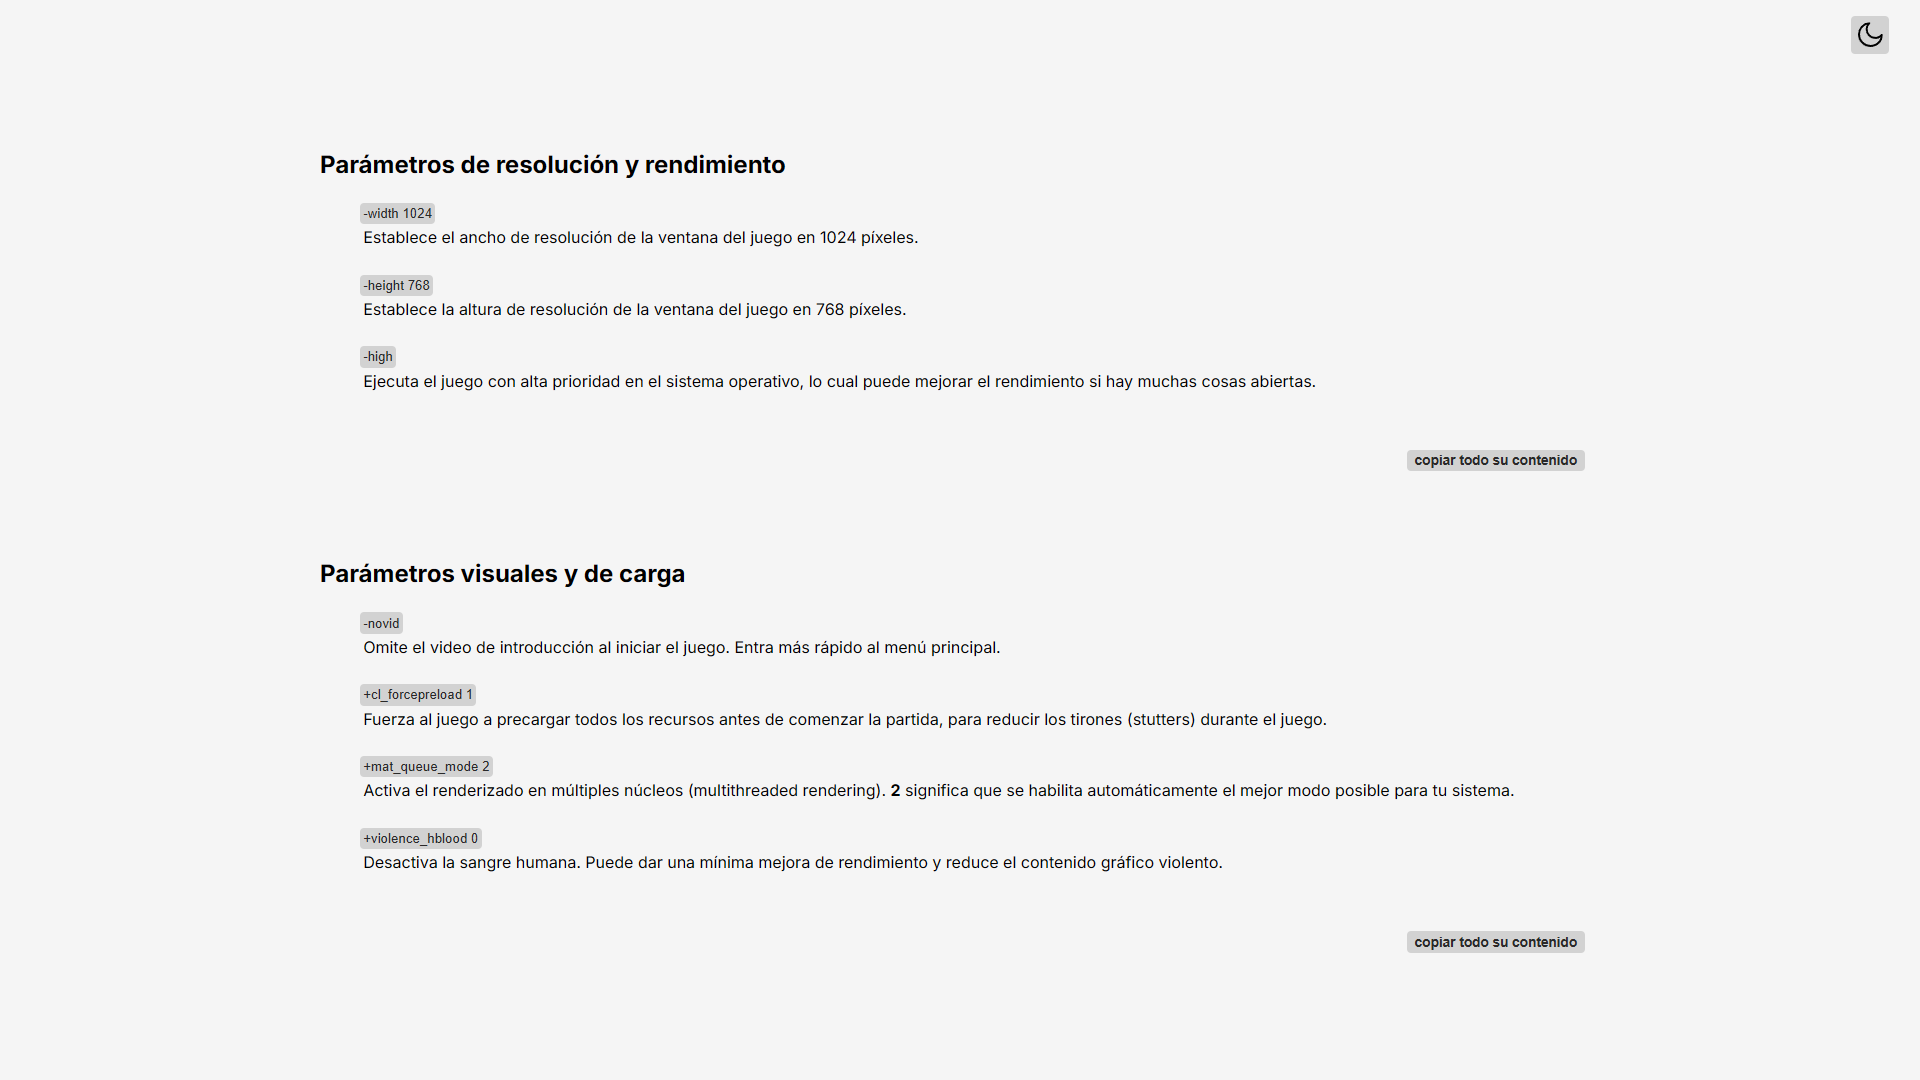 Parámetros de resolución y rendimiento
-width 1024
Establece el ancho de resolución de la ventana del juego en 1024 píxeles.
-height 768
Establece la altura de resolución de la ventana del juego en 768 píxeles.
-high
Ejecuta el juego con alta prioridad en el sistema operativo, lo cual puede mejorar el rendimiento si hay muchas cosas abiertas.
copiar todo su contenido
Parámetros visuales y de carga
-novid
Omite el video de introducción al iniciar el juego. Entra más rápido al menú principal.
+cl_forcepreload 1
Fuerza al juego a precargar todos los recursos antes de comenzar la partida, para reducir los tirones (stutters) durante el juego.
+mat_queue_mode 2
Activa el renderizado en múltiples núcleos (multithreaded rendering). 2 significa que se habilita automáticamente el mejor modo posible para tu sistema.
+violence_hblood 0
Desactiva la sangre humana. Puede dar una mínima mejora de rendimiento y reduce el contenido gráfico violento.
copiar todo su contenido